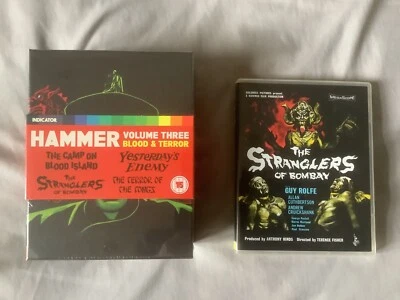 INDICATOR
HAMMER VOLUME THREE
BLOOD & TERROR
THE CAMP ON
BLOOD ISLAND
Yesterday's
Enemy
THE
STRANGLERS
OF BOMBAY
THE TERROR OF
THE TONGS
15
MEGASCOPE
THE
STRANGLERS
OF BOMBAY
GUY ROLFE
ALLAN
CUTHBERTSON
ANDREW
CRUICKSHANK
Produced by ANTHONY HINDS
Directed by TERENCE FISHER